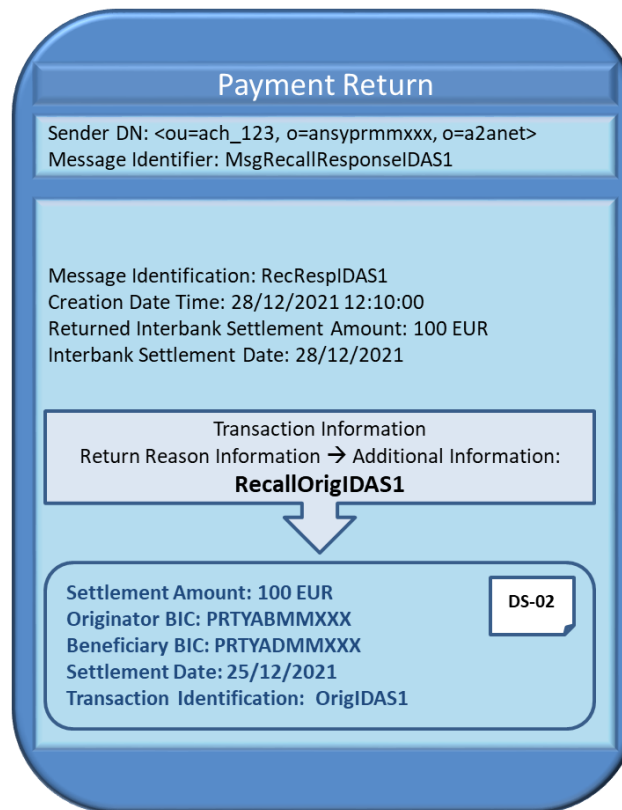 Payment Return
Sender DN: <ou=ach_123, o=ansyprmmxxx, o=a2anet>
Message Identifier: MsgRecallResponseIDAS1
Message Identification: RecRespIDAS1
Creation Date Time: 28/12/2021 12:10:00
Returned Interbank Settlement Amount: 100 EUR
Interbank Settlement Date: 28/12/2021
Transaction Information
Return Reason Information → Additional Information:
RecallOrigIDAS1
Settlement Amount: 100 EUR
Originator BIC: PRTYABMMXXX
Beneficiary BIC: PRTYADMMXXX
Settlement Date: 25/12/2021
Transaction Identification: OrigIDAS1
DS-02